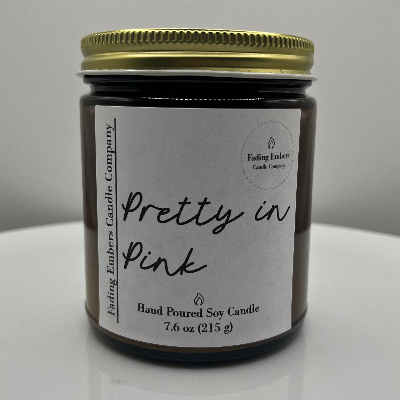 Fading Embers Candle Company
Fading Embers
Candle Company
Pretty in
Pink
Hand Poured Soy Candle
7.6 oz (215 g)